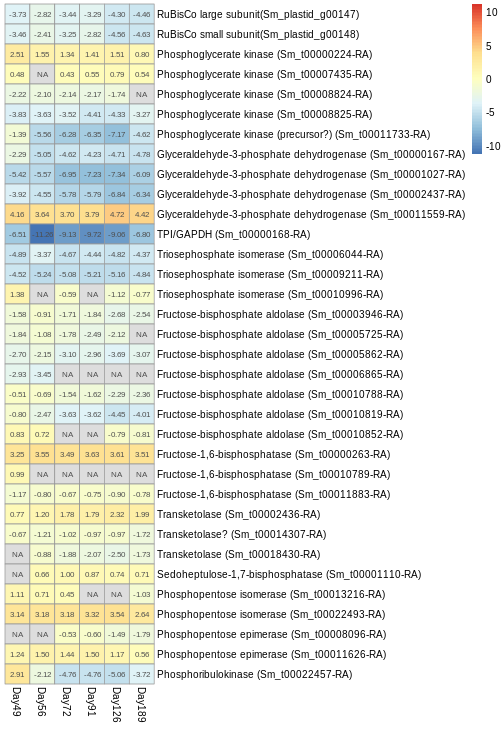 -3.73 -2.82 -3.44 -3.29 -4.30 -4.46 RuBisCo large subunit(Sm_plastid_g00147)
-3.46 -2.41 -3.25 -2.82 -4.56 -4.63 RuBisCo small subunit(Sm_plastid_g00148)
2.51 1.55 1.34 1.41 1.51 0.80 Phosphoglycerate kinase (Sm_t00000224-RA)
0.48 NA 0.43 0.55 0.79 0.54 Phosphoglycerate kinase (Sm_t00007435-RA)
-2.22 -2.10 -2.14 -2.17 -1.74 NA Phosphoglycerate kinase (Sm_t00008824-RA)
-3.83 -3.63 -3.52 -4.41 -4.33 -3.27 Phosphoglycerate kinase (Sm_t00008825-RA)
-1.39 -5.56 -6.28 -6.35 -7.17 -4.62 Phosphoglycerate kinase (precursor?) (Sm_t00011733-RA)
-2.29 -5.05 -4.62 -4.23 -4.71 -4.78 Glyceraldehyde-3-phosphate dehydrogenase (Sm_t00000167-RA)
-5.42 -5.57 -6.95 -7.23 -7.34 -6.09 Glyceraldehyde-3-phosphate dehydrogenase (Sm_t00001027-RA)
-3.92 -4.55 -5.78 -5.79 -6.84 -6.34 Glyceraldehyde-3-phosphate dehydrogenase (Sm_t00002437-RA)
4.16 3.64 3.70 3.79 4.72 4.42 Glyceraldehyde-3-phosphate dehydrogenase (Sm_t00011559-RA)
-6.51 -9.13 -9.72 -9.06 -6.80 TPI/GAPDH (Sm_t00000168-RA)
-4.89 -3.37 -4.67 -4.44 -4.82 -4.37 Triosephosphate isomerase (Sm_t00006044-RA)
-4.52 -5.24 -5.08 -5.21 -5.16 -4.84 Triosephosphate isomerase (Sm_t00009211-RA)
1.38 NA -0.59 NA -1.12 -0.77 Triosephosphate isomerase (Sm_t00010996-RA)
-1.58 -0.91 -1.71 -1.84 -2.68 -2.54 Fructose-bisphosphate aldolase (Sm_t00003946-RA)
-1.84 -1.08 -1.78 -2.49 -2.12 NA Fructose-bisphosphate aldolase (Sm_t00005725-RA)
-2.70 -2.15 -3.10 -2.96 -3.69 -3.07 Fructose-bisphosphate aldolase (Sm_t00005862-RA)
-2.93 -3.45 NA NA NA NA Fructose-bisphosphate aldolase (Sm_t00006865-RA)
-0.51 -0.69 -1.54 -1.62 -2.29 -2.36 Fructose-bisphosphate aldolase (Sm_t00010788-RA)
-0.80 -2.47 -3.63 -3.62 -4.45 -4.01 Fructose-bisphosphate aldolase (Sm_t00010819-RA)
0.83 0.72 NA NA -0.79 -0.81 Fructose-bisphosphate aldolase (Sm_t00010852-RA)
3.25 3.55 3.49 3.63 3.61 3.51 Fructose-1,6-bisphosphatase (Sm_t00000263-RA)
0.99 NA NA NA NA NA Fructose-1,6-bisphosphatase (Sm_t00010789-RA)
-1.17 -0.80 -0.67 -0.75 -0.90 -0.78 Fructose-1,6-bisphosphatase (Sm_t00011883-RA)
0.77 1.20 1.78 1.79 2.32 1.99 Transketolase (Sm_t00002436-RA)
-0.67 -1.21 -1.02 -0.97 -0.97 -1.72 Transketolase? (Sm_t00014307-RA)
NA -0.88 -1.88 -2.07 -2.50 -1.73 Transketolase (Sm_t00018430-RA)
NA 0.66 1.00 0.87 0.74 0.71 Sedoheptulose-1,7-bisphosphatase (Sm_t00001110-RA)
1.11 0.71 0.45 NA NA -1.03 Phosphopentose isomerase (Sm_t00013216-RA)
3.14 3.18 3.18 3.32 3.54 2.64 Phosphopentose isomerase (Sm_t00022493-RA)
NA NA -0.53 -0.60 -1.49 -1.79 Phosphopentose epimerase (Sm_t00008096-RA)
1.24 1.50 1.44 1.50 1.17 0.56 Phosphopentose epimerase (Sm_t00011626-RA)
2.91 -2.12 -4.76 -4.76 -5.06 -3.72 Phosphoribulokinase (Sm_t00022457-RA)
Day49 Day56 Day72 Day91 Day126 Day189
10
5
0
-5
-10